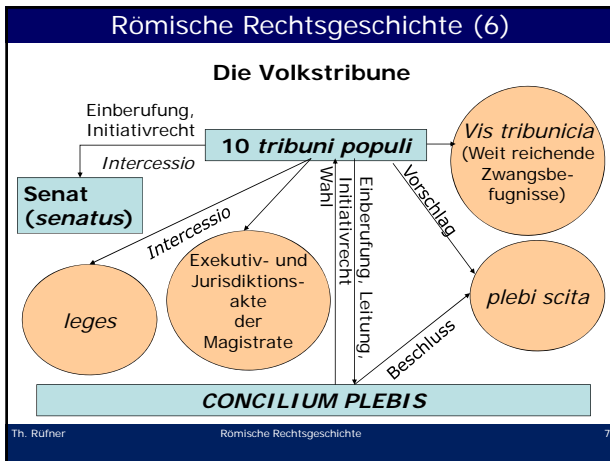 Römische Rechtsgeschichte (6)
Die Volkstribune
Einberufung,
Initiativrecht
Intercessio
10 tribuni populi
Vis tribunicia
(Weit reichende
Zwangsbe-
fugnisse)
Senat
(senatus)
Intercessio
Wahl
Initiativrecht
Einberufung, Leitung,
Vorschlag
leges
Exekutiv- und
Jurisdiktions-
akte
der
Magistrate
plebi scita
Beschluss
CONCILIUM PLEBIS
Th. Rüfner
Römische Rechtsgeschichte
7